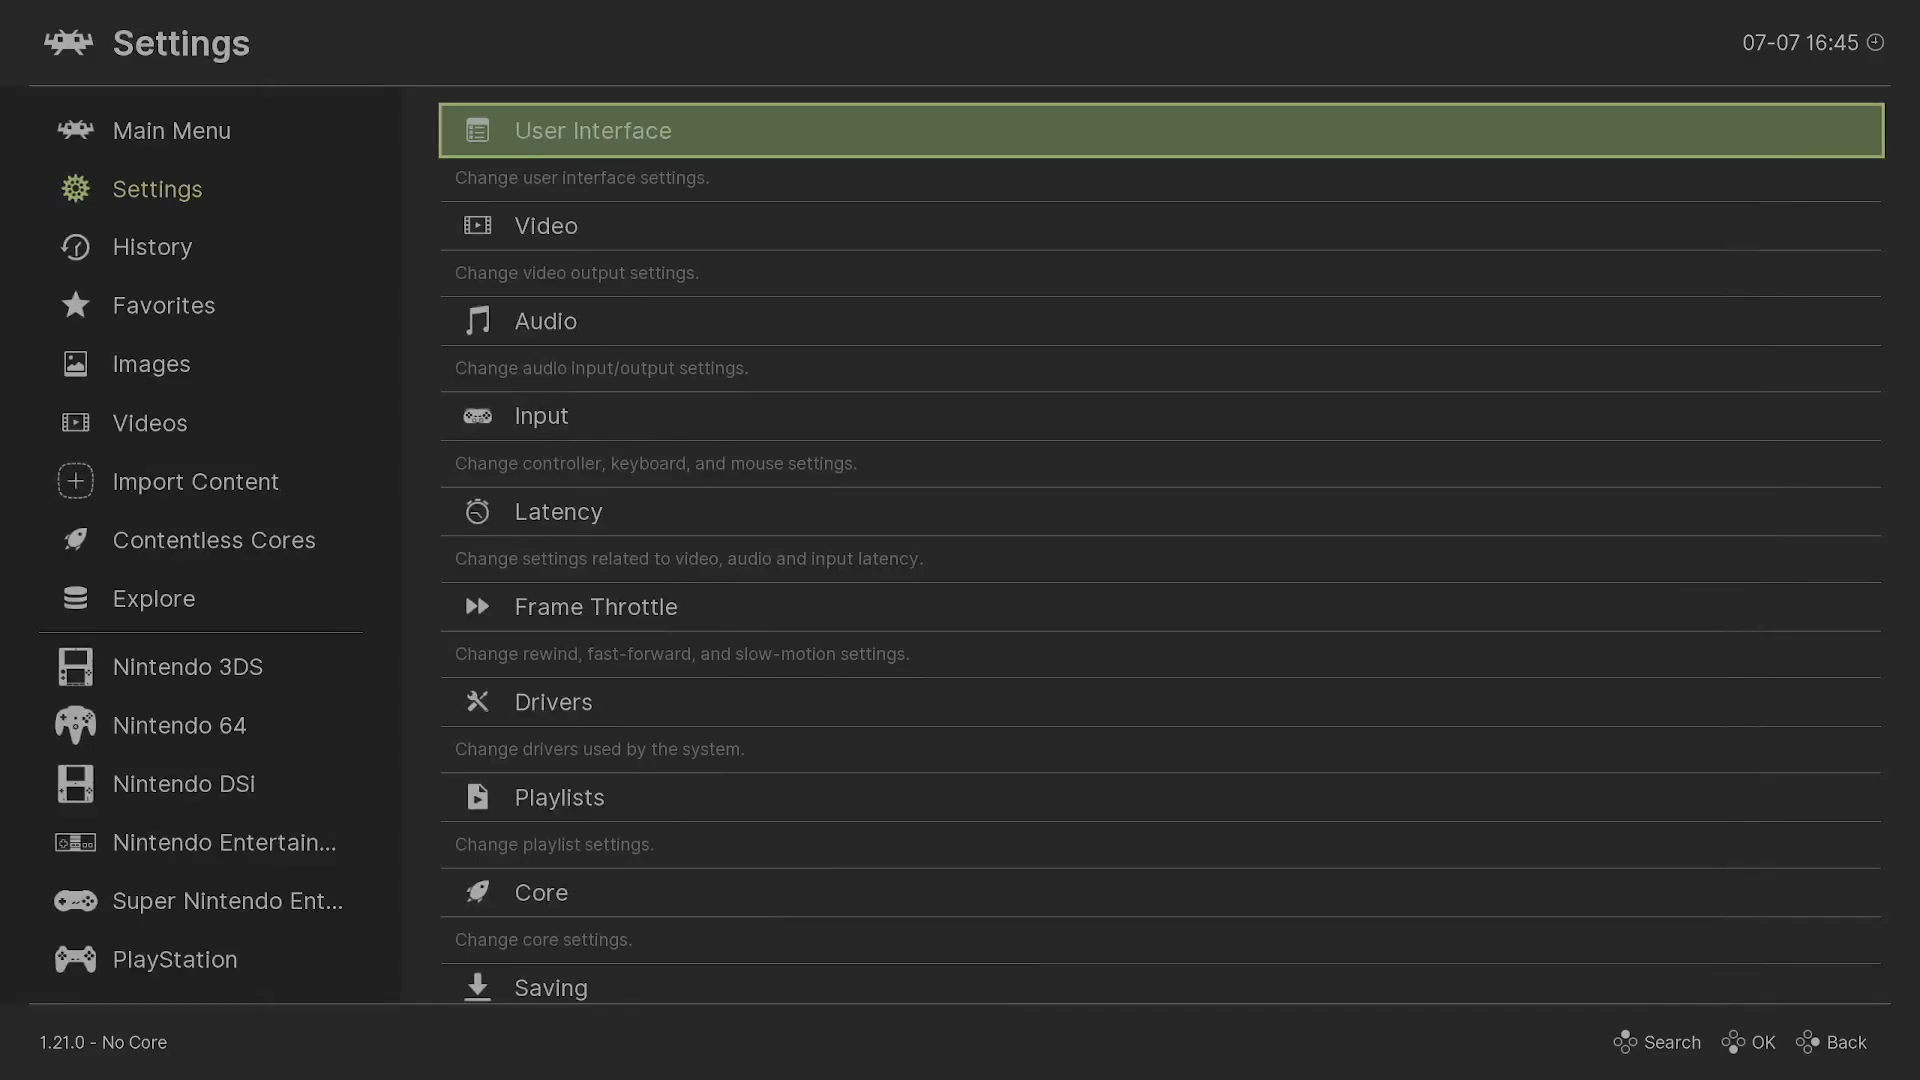 Settings
07-07 16:45
Main Menu
Settings
History
Favorites
Images
Videos
Import Content
Contentless Cores
Explore
Nintendo 3DS
Nintendo 64
Nintendo DSi
Nintendo Entertain...
Super Nintendo Ent...
PlayStation
User Interface
Change user interface settings.
Video
Change video output settings.
Audio
Change audio input/output settings.
Input
Change controller, keyboard, and mouse settings.
Latency
Change settings related to video, audio and input latency.
Frame Throttle
Change rewind, fast-forward, and slow-motion settings.
Drivers
Change drivers used by the system.
Playlists
Change playlist settings.
Core
Change core settings.
Saving
1.21.0 - No Core
Search OK Back